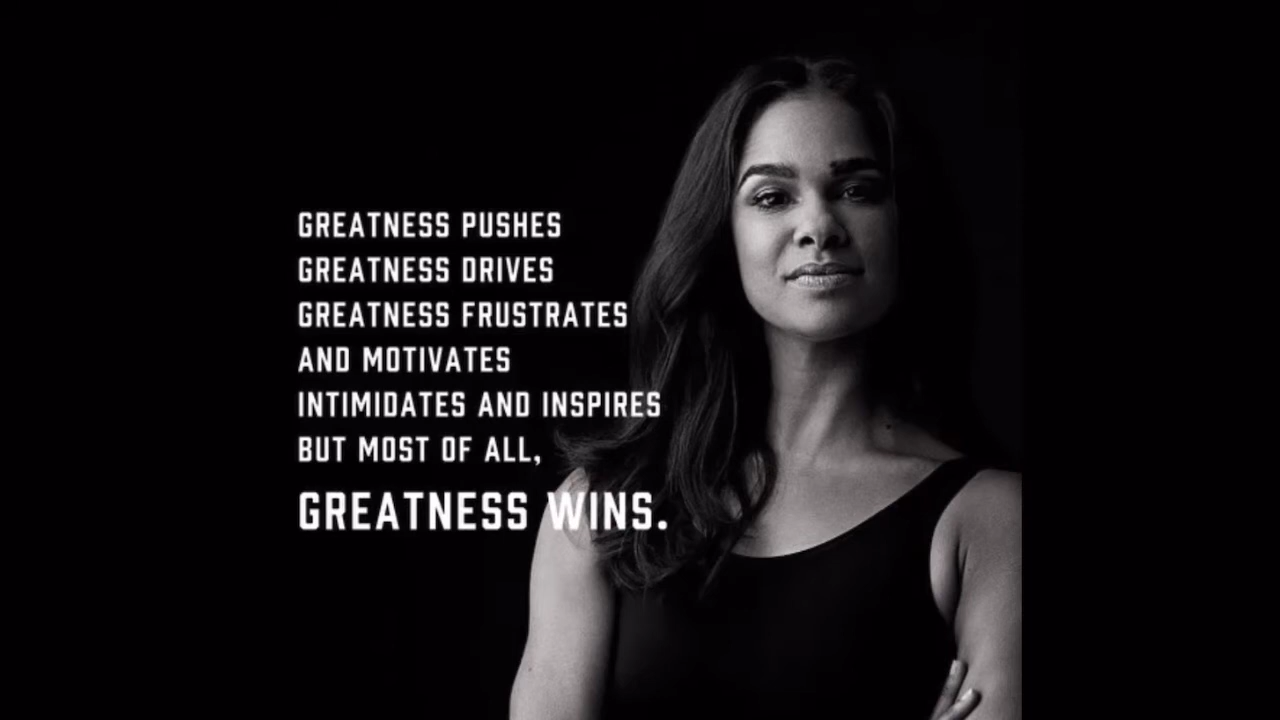 GREATNESS PUSHES
GREATNESS DRIVES
GREATNESS FRUSTRATES
AND MOTIVATES
INTIMIDATES AND INSPIRES
BUT MOST OF ALL,
GREATNESS WINS.